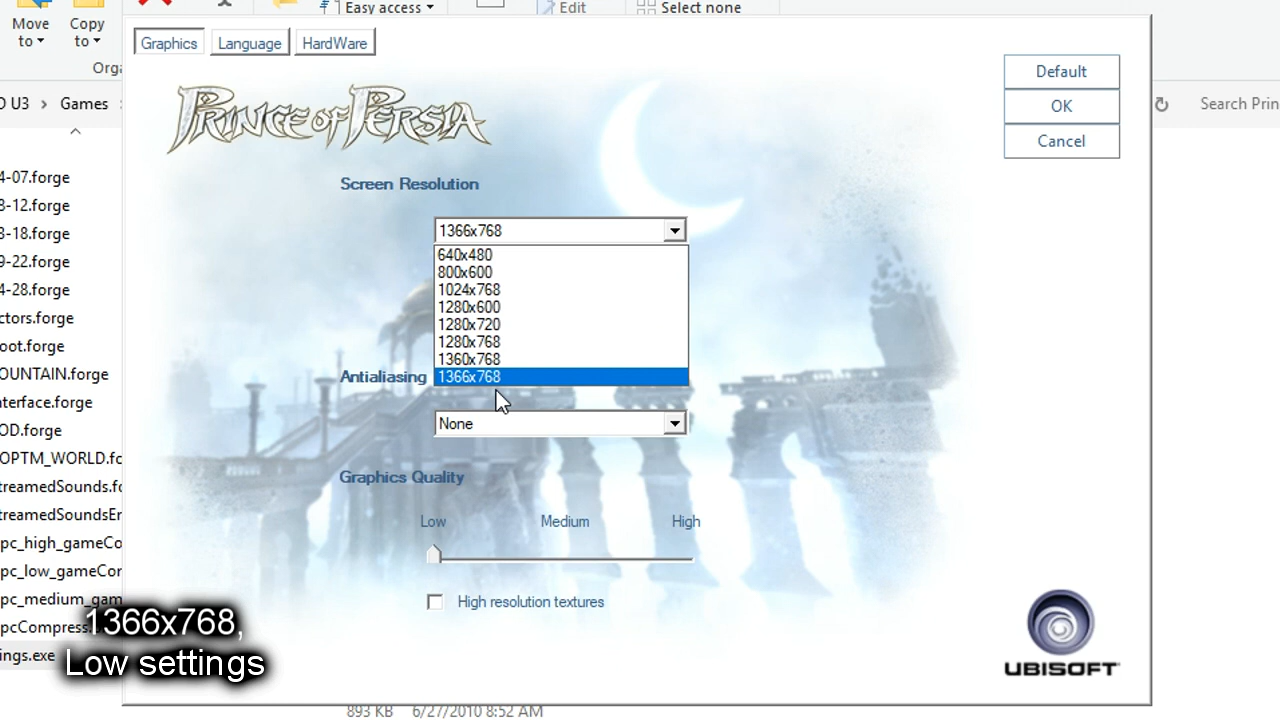 Move
to
Copy
to
Orga
Easy access
Edit
Select none
U3 > Games
Search Prin
4-07.forge
8-12.forge
3-18.forge
9-22.forge
4-28.forge
ctors.forge
oot.forge
OUNTAIN.forge
nterface.forge
OD.forge
OPTM_WORLD.fo
treamedSounds.fo
treamedSoundsEn
pc_high_gameCo
pc_low_gameCor
pc_medium_gam
pcCompress
ings.exe
Graphics
Language
HardWare
PRINCE OF PERSIA
Default
OK
Cancel
Screen Resolution
1366x768
640x480
800x600
1024x768
1280x600
1280x720
1280x768
1360x768
1366x768
Antialiasing
None
Graphics Quality
Low
Medium
High
High resolution textures
UBISOFT
893 KB 6/27/2010 8:52 AM
1366x768,
Low settings